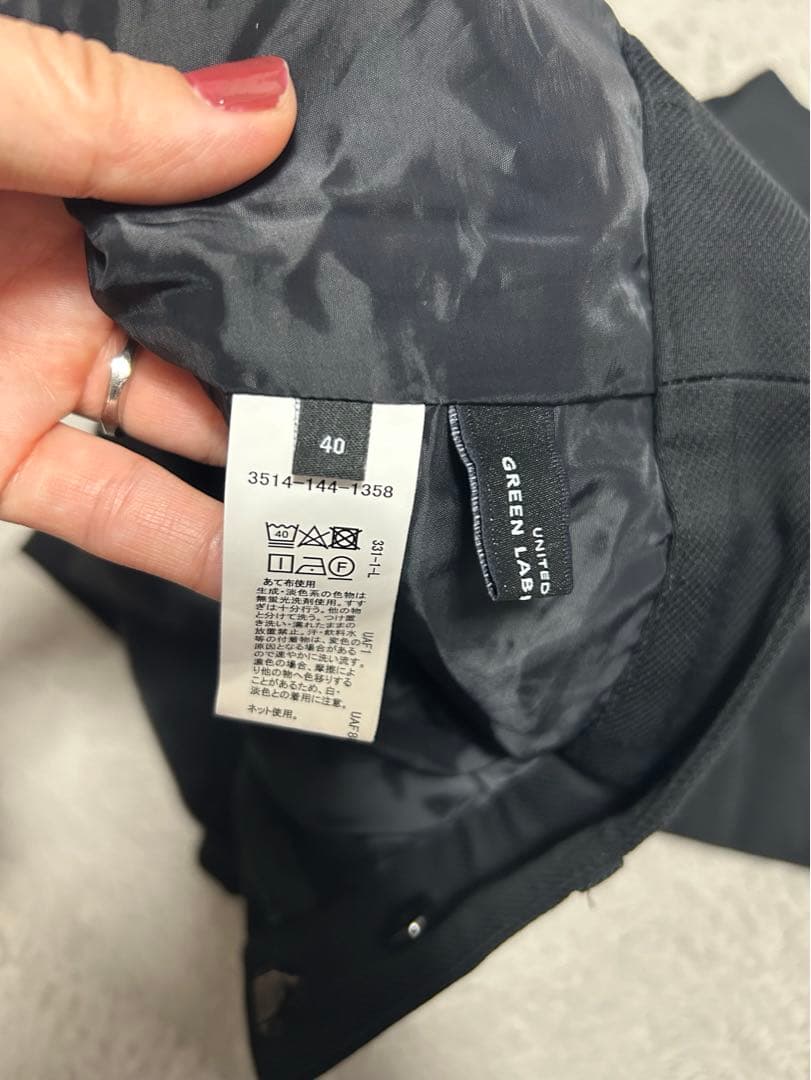 40
3514-144-1358
40
F
331-1-L
あて布使用
生成・淡色系の色物は
無蛍光洗剤使用。すす
ぎは十分行う。他の物
と分けて洗う。つけ置
き洗い・濡れたままの
放置禁止。汗・飲料水
等の付着物は、変色の
原因となる場合がある
ので速やかに洗い流す。
濃色の場合、摩擦によ
り他の物へ色移りする
ことがあるため、白・
淡色との着用に注意。
ネット使用。
UAF1
UAF8
UNITED
GREEN LAB